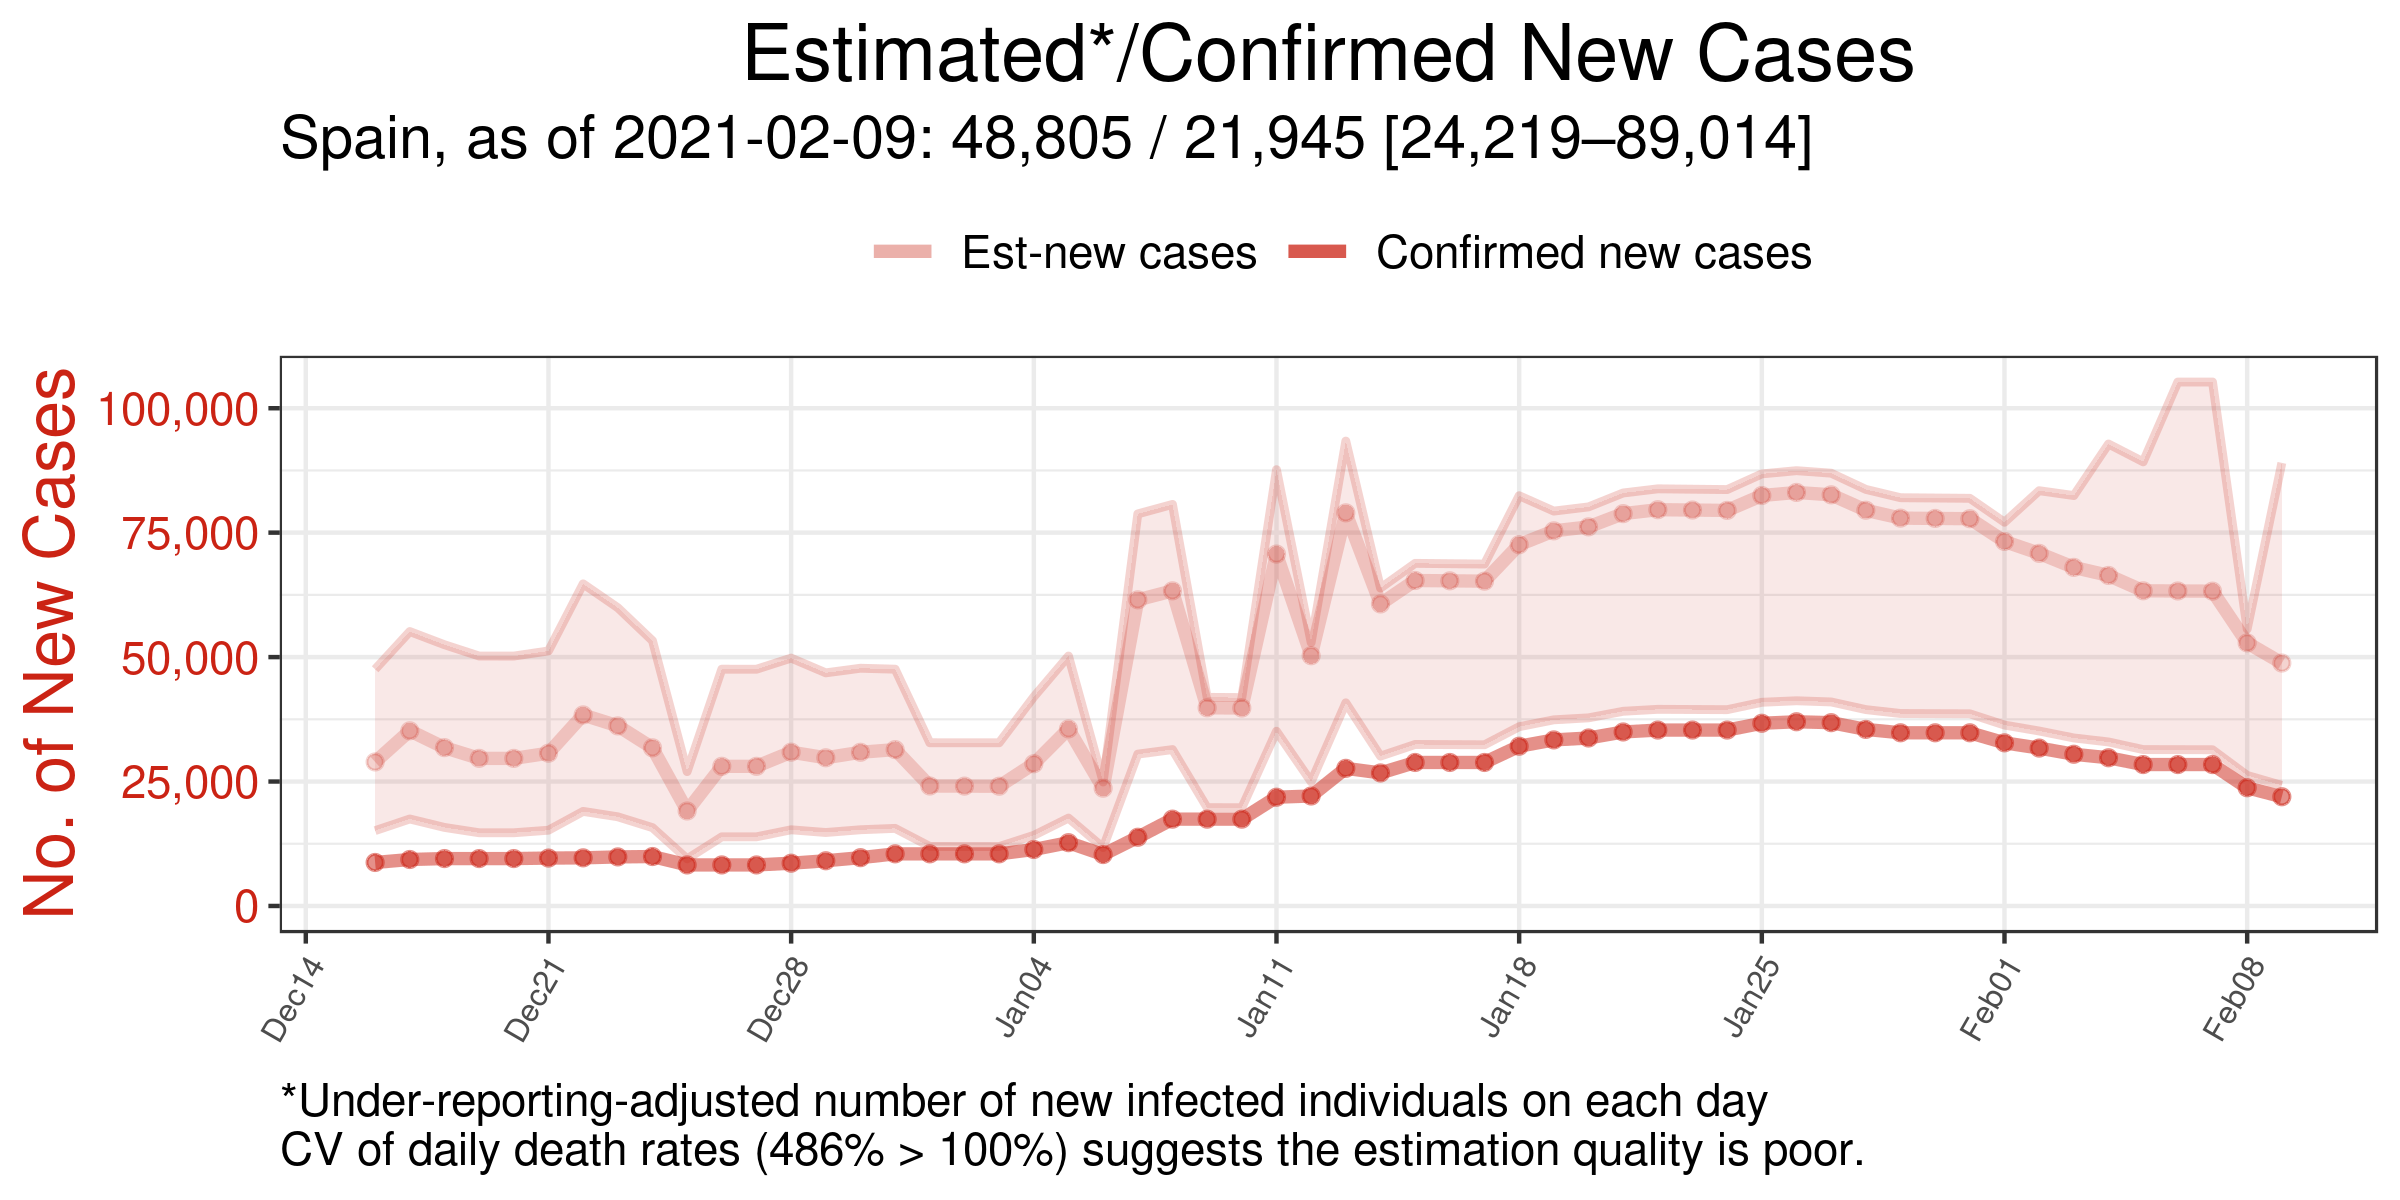 Estimated*/Confirmed New Cases
Spain, as of 2021-02-09: 48,805 / 21,945 [24,219–89,014]
Est-new cases Confirmed new cases
No. of New Cases
100,000
75,000
50,000
25,000
0
Dec14 Dec21 Dec28 Jan04 Jan11 Jan18 Jan25 Feb01 Feb08
*Under-reporting-adjusted number of new infected individuals on each day
CV of daily death rates (486% > 100%) suggests the estimation quality is poor.